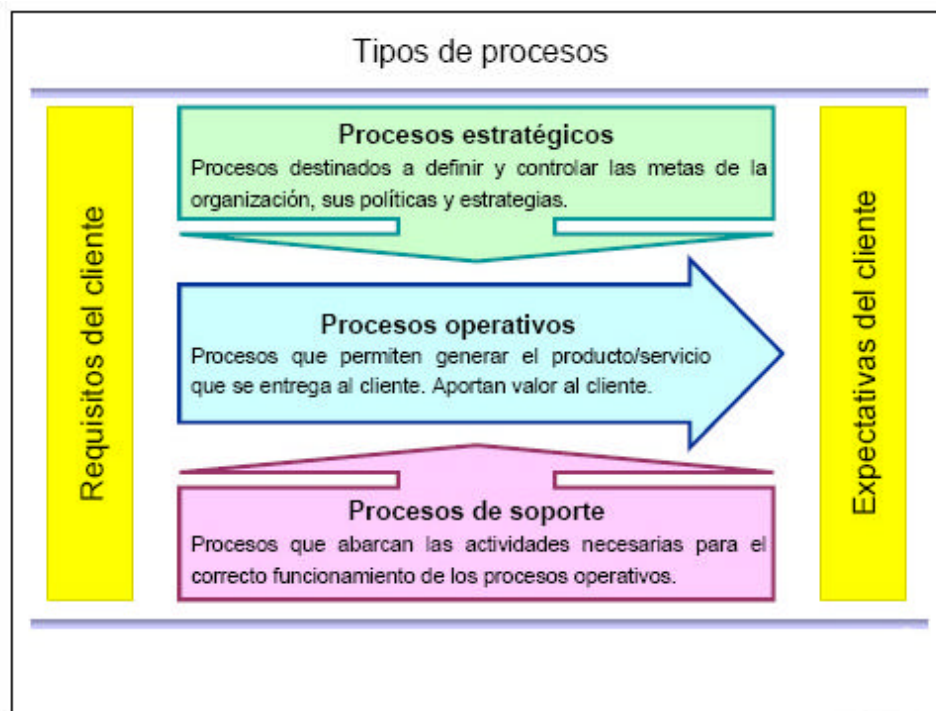 Tipos de procesos
Requisitos del cliente
Procesos estratégicos
Procesos destinados a definir y controlar las metas de la
organización, sus políticas y estrategias.
Procesos operativos
Procesos que permiten generar el producto/servicio
que se entrega al cliente. Aportan valor al cliente.
Procesos de soporte
Procesos que abarcan las actividades necesarias para el
correcto funcionamiento de los procesos operativos.
Expectativas del cliente